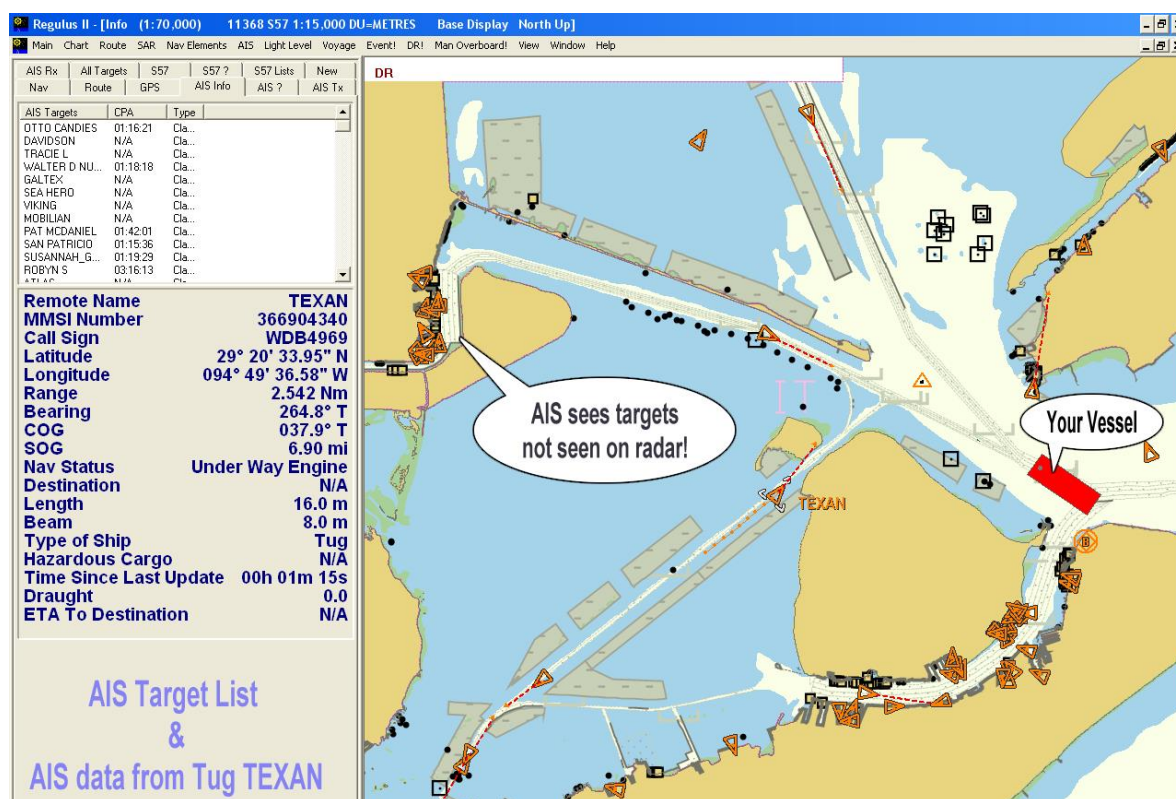 Regulus II - [Info (1:70,000) 11368 S57 1:15,000 DU=METRES Base Display North Up]
Main Chart Route SAR Nav Elements AIS Light Level Voyage Event! DR! Man Overboard! View Window Help
AIS Rx All Targets S57 S57 ? S57 Lists New
Nav Route GPS AIS Info AIS ? AIS Tx
DR
AIS Targets CPA Type
OTTO CANDIES 01:16:21 Cla...
DAVIDSON N/A Cla...
TRACIE L N/A Cla...
WALTER D NU... 01:18:18 Cla...
GALTEX N/A Cla...
SEA HERO N/A Cla...
VIKING N/A Cla...
MOBILIAN N/A Cla...
PAT MCDANIEL 01:42:01 Cla...
SAN PATRICIO 01:15:36 Cla...
SUSANNAH_G... 01:19:29 Cla...
ROBYN S 03:16:13 Cla...
Remote Name TEXAN
MMSI Number 366904340
Call Sign WDB4969
Latitude 29° 20' 33.95" N
Longitude 094° 49' 36.58" W
Range 2.542 Nm
Bearing 264.8° T
COG 037.9° T
SOG 6.90 mi
Nav Status Under Way Engine
Destination N/A
Length 16.0 m
Beam 8.0 m
Type of Ship Tug
Hazardous Cargo N/A
Time Since Last Update 00h 01m 15s
Draught 0.0
ETA To Destination N/A
AIS Target List
&
AIS data from Tug TEXAN
AIS sees targets
not seen on radar!
Your Vessel
TEXAN